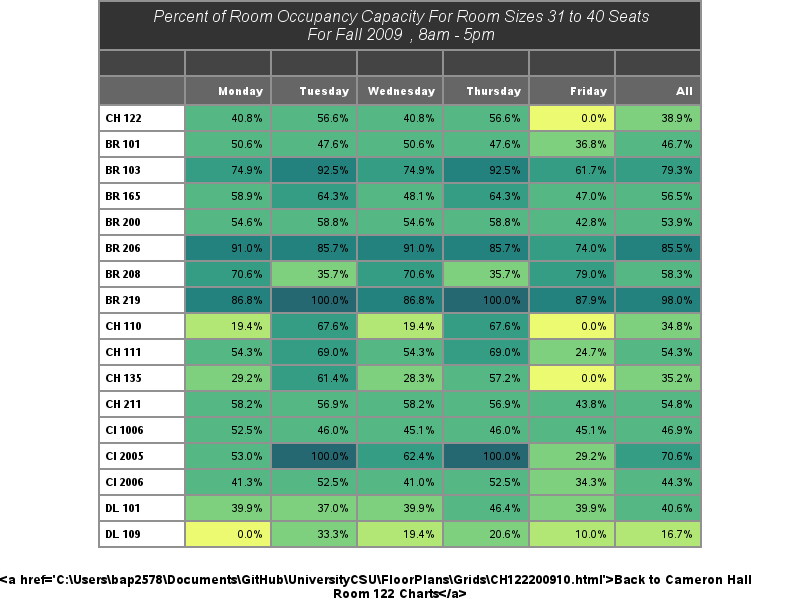 Percent of Room Occupancy Capacity For Room Sizes 31 to 40 Seats
For Fall 2009 , 8am - 5pm
Monday Tuesday Wednesday Thursday Friday All
CH 122 40.8% 56.6% 40.8% 56.6% 0.0% 38.9%
BR 101 50.6% 47.6% 50.6% 47.6% 36.8% 46.7%
BR 103 74.9% 92.5% 74.9% 92.5% 61.7% 79.3%
BR 165 58.9% 64.3% 48.1% 64.3% 47.0% 56.5%
BR 200 54.6% 58.8% 54.6% 58.8% 42.8% 53.9%
BR 206 91.0% 85.7% 91.0% 85.7% 74.0% 85.5%
BR 208 70.6% 35.7% 70.6% 35.7% 79.0% 58.3%
BR 219 86.8% 100.0% 86.8% 100.0% 87.9% 98.0%
CH 110 19.4% 67.6% 19.4% 67.6% 0.0% 34.8%
CH 111 54.3% 69.0% 54.3% 69.0% 24.7% 54.3%
CH 135 29.2% 61.4% 28.3% 57.2% 0.0% 35.2%
CH 211 58.2% 56.9% 58.2% 56.9% 43.8% 54.8%
CI 1006 52.5% 46.0% 45.1% 46.0% 45.1% 46.9%
CI 2005 53.0% 100.0% 62.4% 100.0% 29.2% 70.6%
CI 2006 41.3% 52.5% 41.0% 52.5% 34.3% 44.3%
DL 101 39.9% 37.0% 39.9% 46.4% 39.9% 40.6%
DL 109 0.0% 33.3% 19.4% 20.6% 10.0% 16.7%
<a href='C:\Users\bap2578\Documents\GitHub\UniversityCSU\FloorPlans\Grids\CH122200910.html'>Back to Cameron Hall
Room 122 Charts</a>